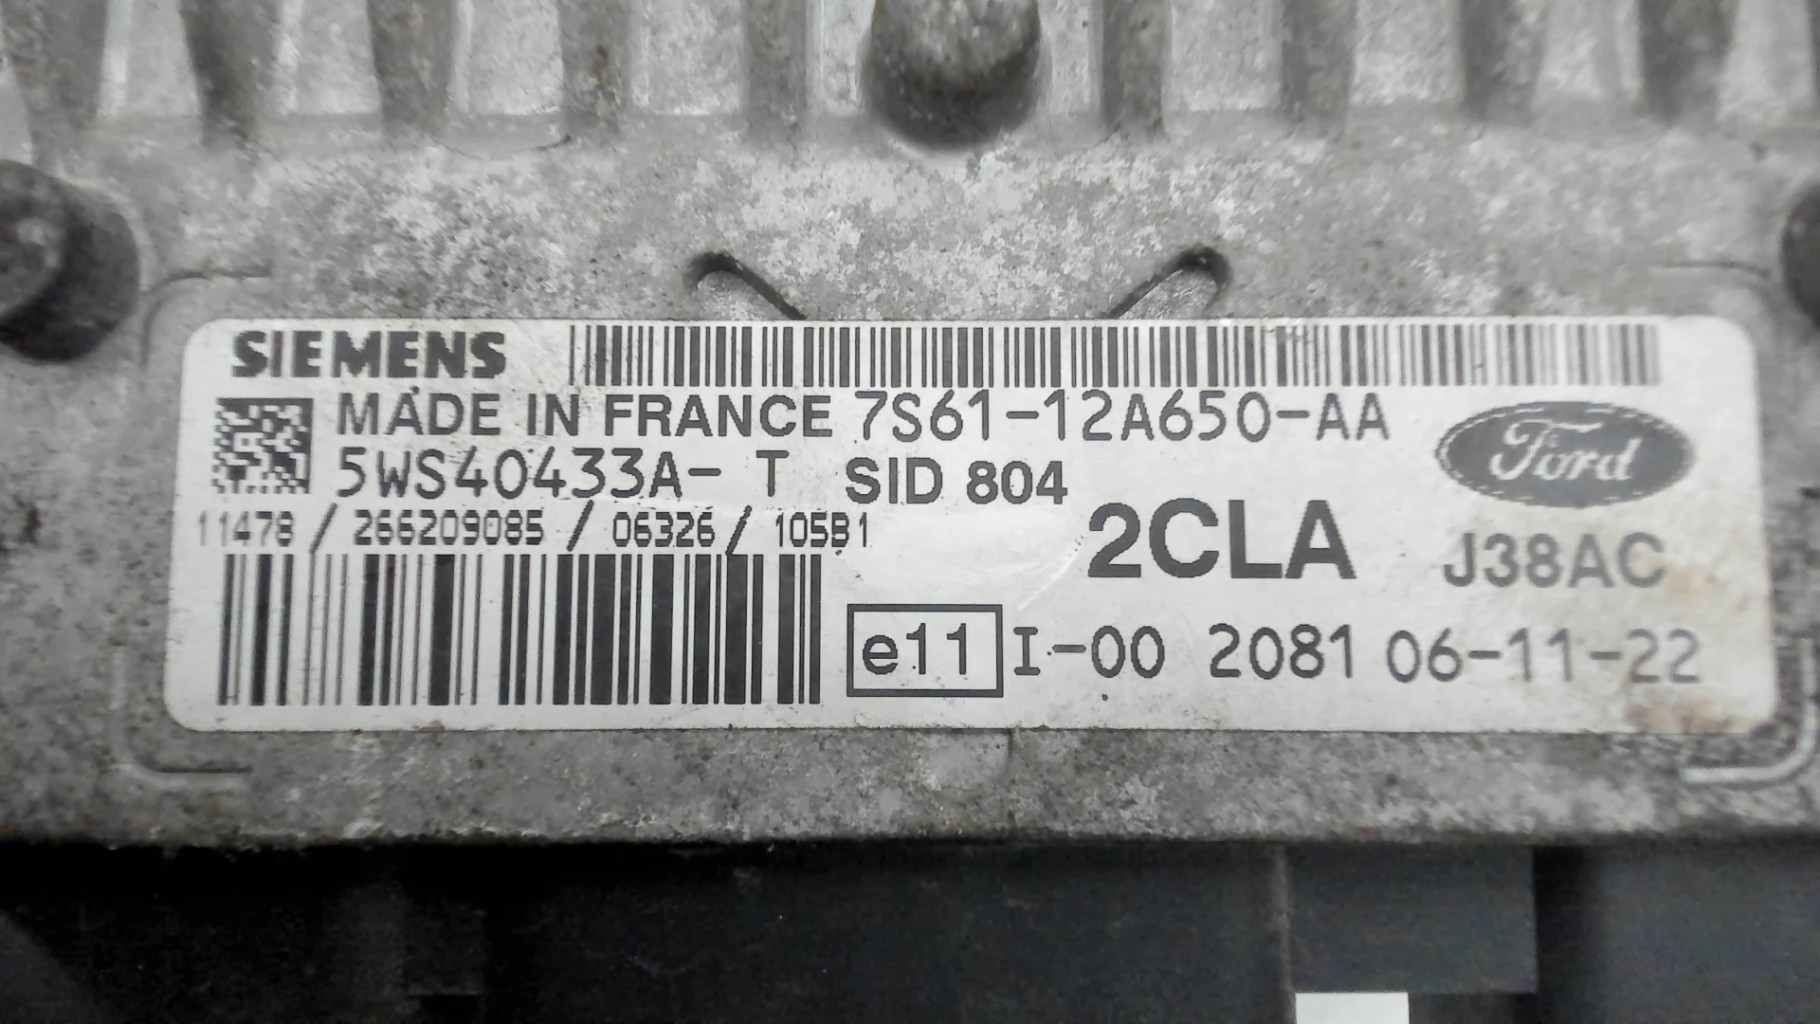 SIEMENS
MADE IN FRANCE 7S61-12A650-AA
5WS40433A- T SID 804
Ford
11478 / 266209085 / 06326 / 105B1
2CLA J38AC
e11 I-00 2081 06-11-22